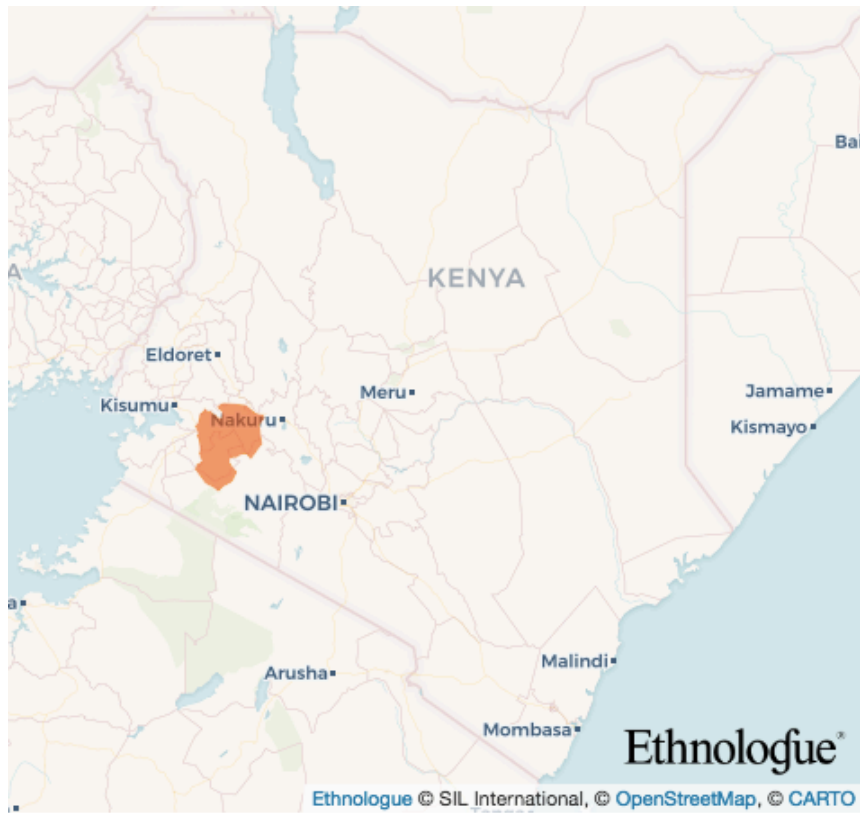 Bai
A
KENYA
Eldoret
Meru
Jamame
Kisumu
Nakuru
Kismayo
NAIROBI
a
Malindi
Arusha
Mombasa
Ethnologue®
Ethnologue © SIL International, © OpenStreetMap, © CARTO